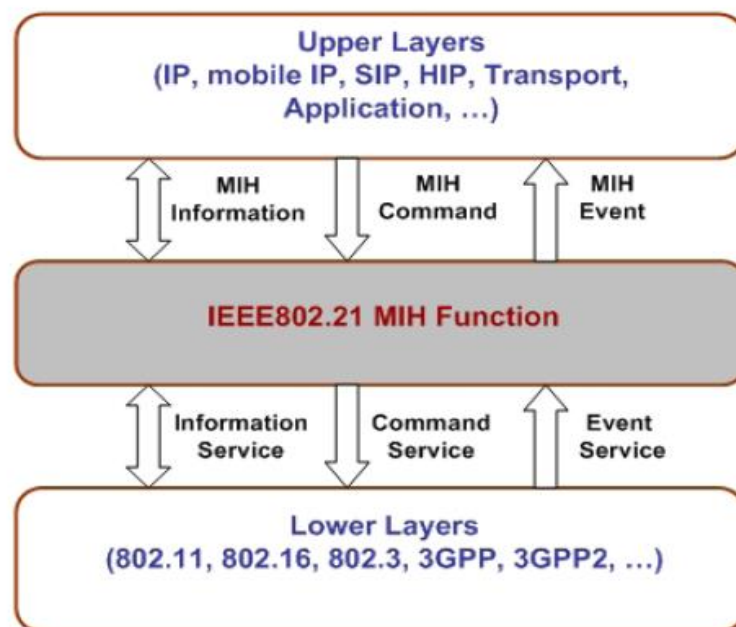 Upper Layers
(IP, mobile IP, SIP, HIP, Transport,
Application, …)
MIH
Information
MIH
Command
MIH
Event
IEEE802.21 MIH Function
Information
Service
Command
Service
Event
Service
Lower Layers
(802.11, 802.16, 802.3, 3GPP, 3GPP2, …)